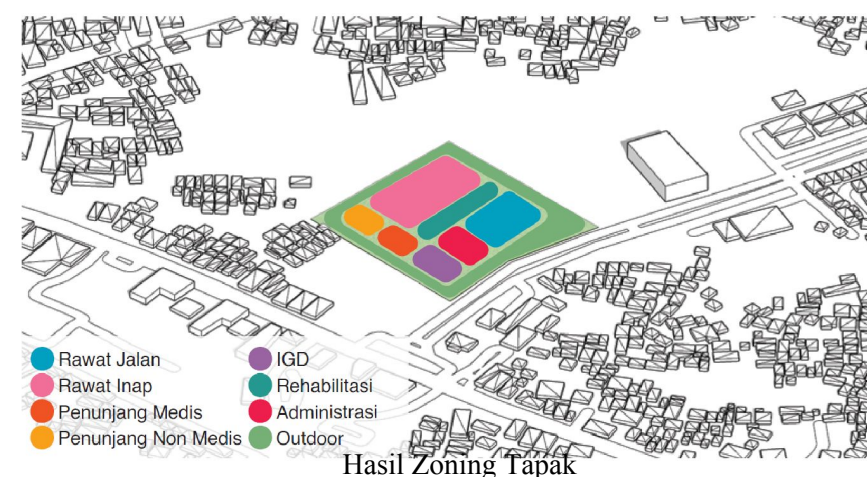 Rawat Jalan
Rawat Inap
Penunjang Medis
Penunjang Non Medis
IGD
Rehabilitasi
Administrasi
Outdoor
Hasil Zoning Tapak